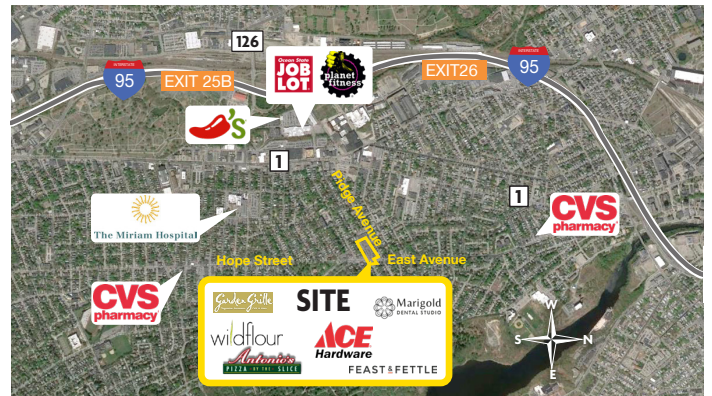 126
Ocean State
JOB
LOT
planet
fitness
INTERSTATE
95
EXIT 25B
EXIT26
INTERSTATE
95
's
1
Pidge Avenue
1
CVS
pharmacy
The Miriam Hospital
Hope Street
East Avenue
CVS
pharmacy
Garden Grille
SITE
Marigold
DENTAL STUDIO
wildflour
ACE
Hardware
Antonio's
PIZZA BY THE SLICE
FEAST & FETTLE
W
S
N
E